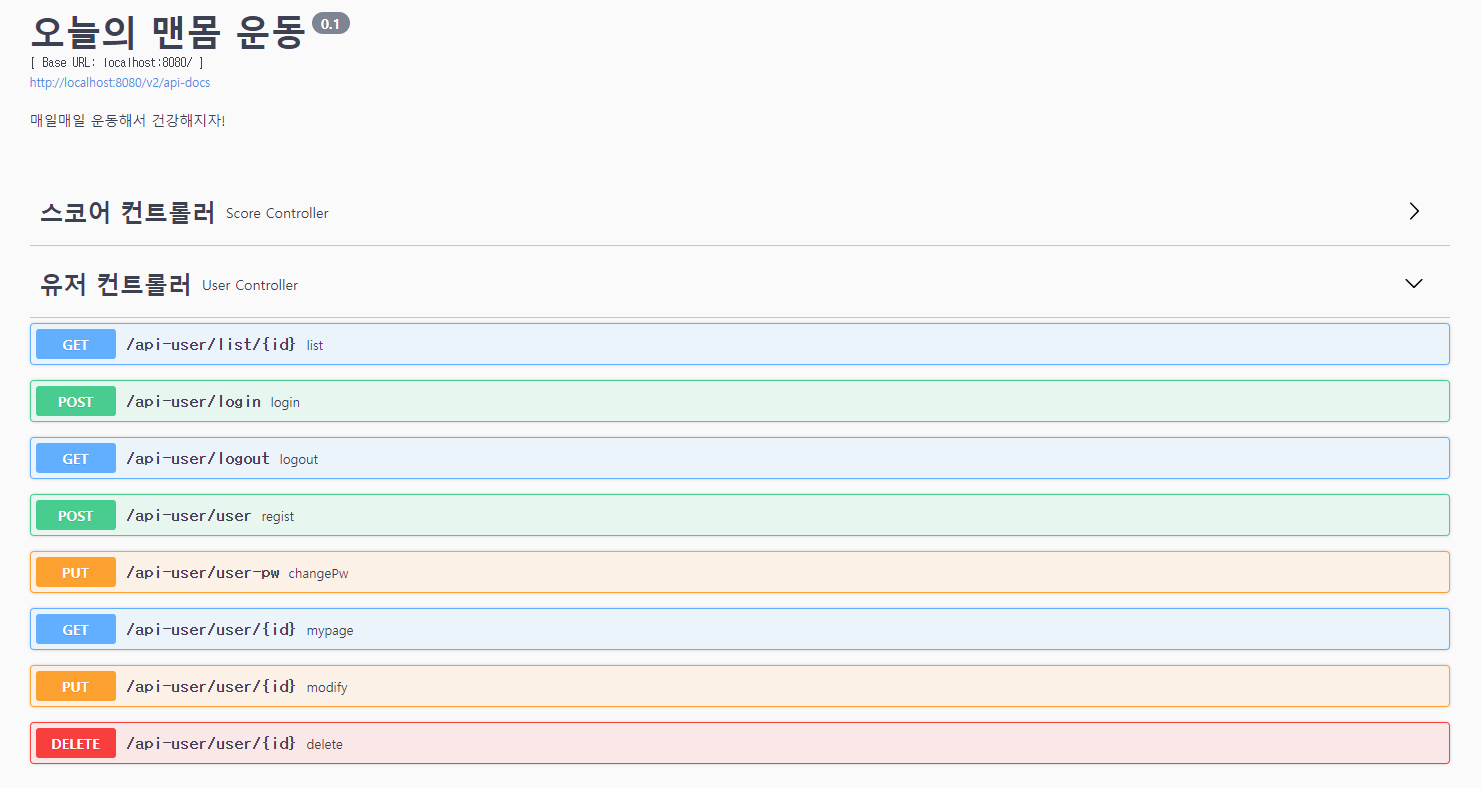 오늘의 맨몸 운동 0.1
[ Base URL: localhost:8080/ ]
http://localhost:8080/v2/api-docs
매일매일 운동해서 건강해지자!
스코어 컨트롤러 Score Controller
유저 컨트롤러 User Controller
GET /api-user/list/{id} list
POST /api-user/login login
GET /api-user/logout logout
POST /api-user/user regist
PUT /api-user/user-pw changePw
GET /api-user/user/{id} mypage
PUT /api-user/user/{id} modify
DELETE /api-user/user/{id} delete